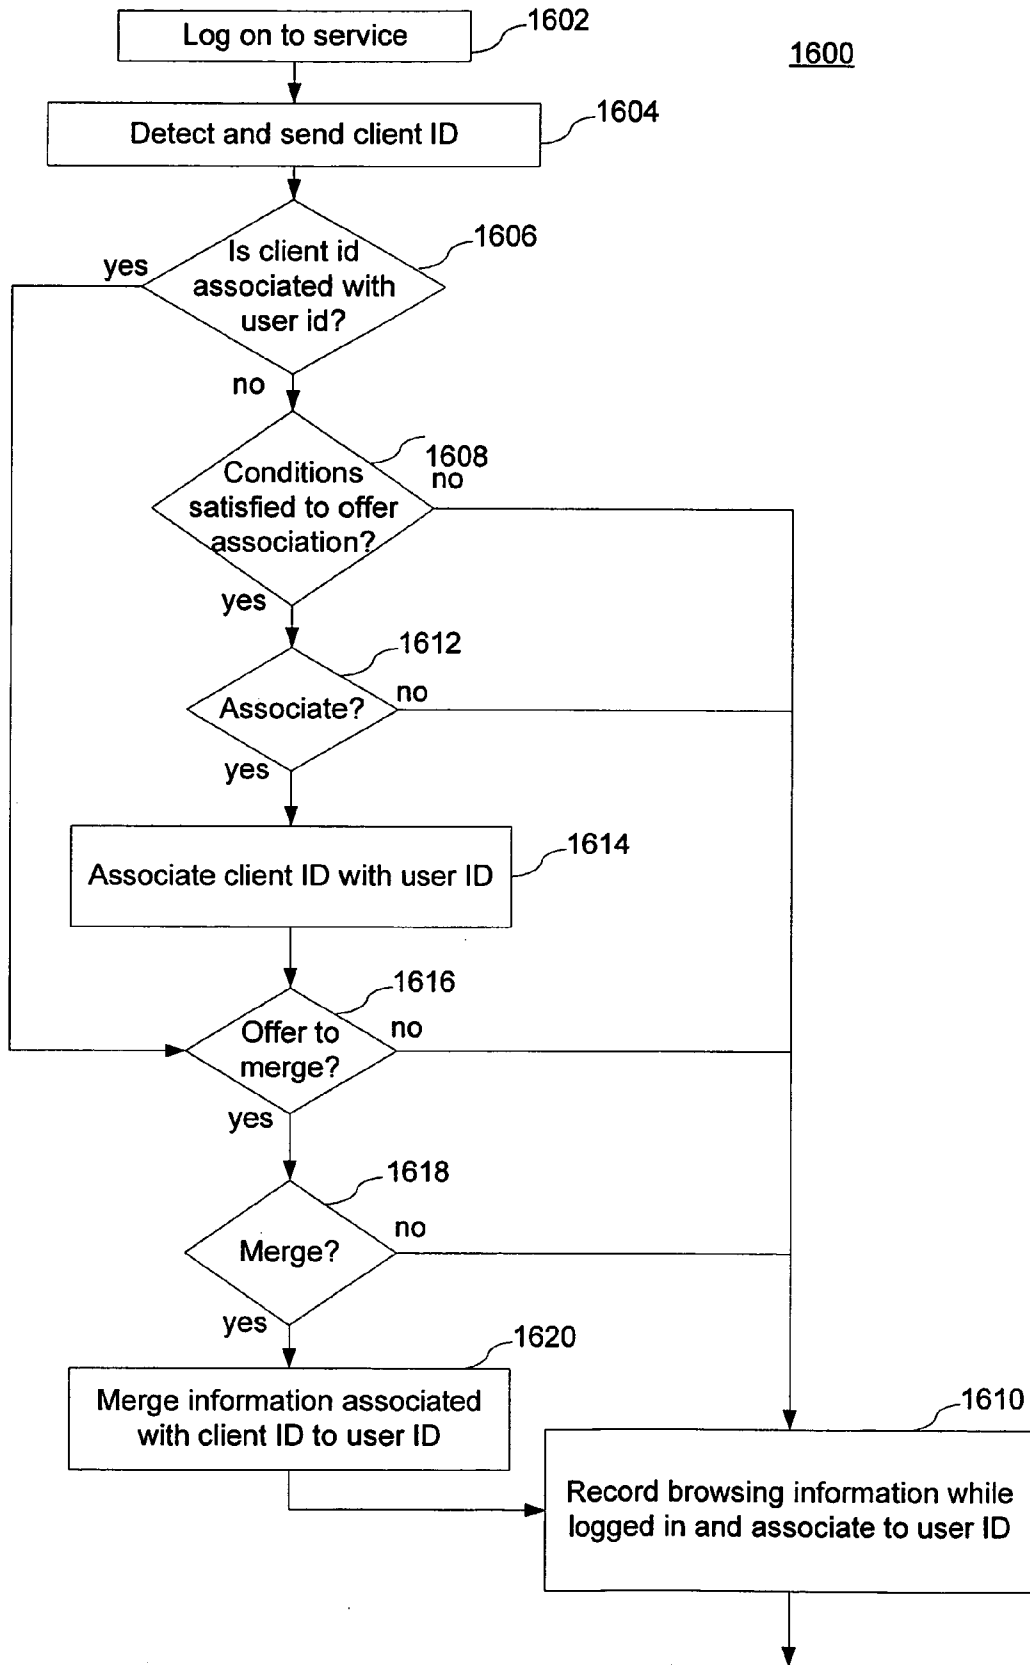 Log on to service
1602
1600
Detect and send client ID
1604
Is client id
associated with
user id?
1606
yes
no
Conditions
satisfied to offer
association?
1608
no
yes
Associate?
1612
no
yes
Associate client ID with user ID
1614
Offer to
merge?
1616
no
yes
Merge?
1618
no
yes
Merge information associated
with client ID to user ID
1620
Record browsing information while
logged in and associate to user ID
1610